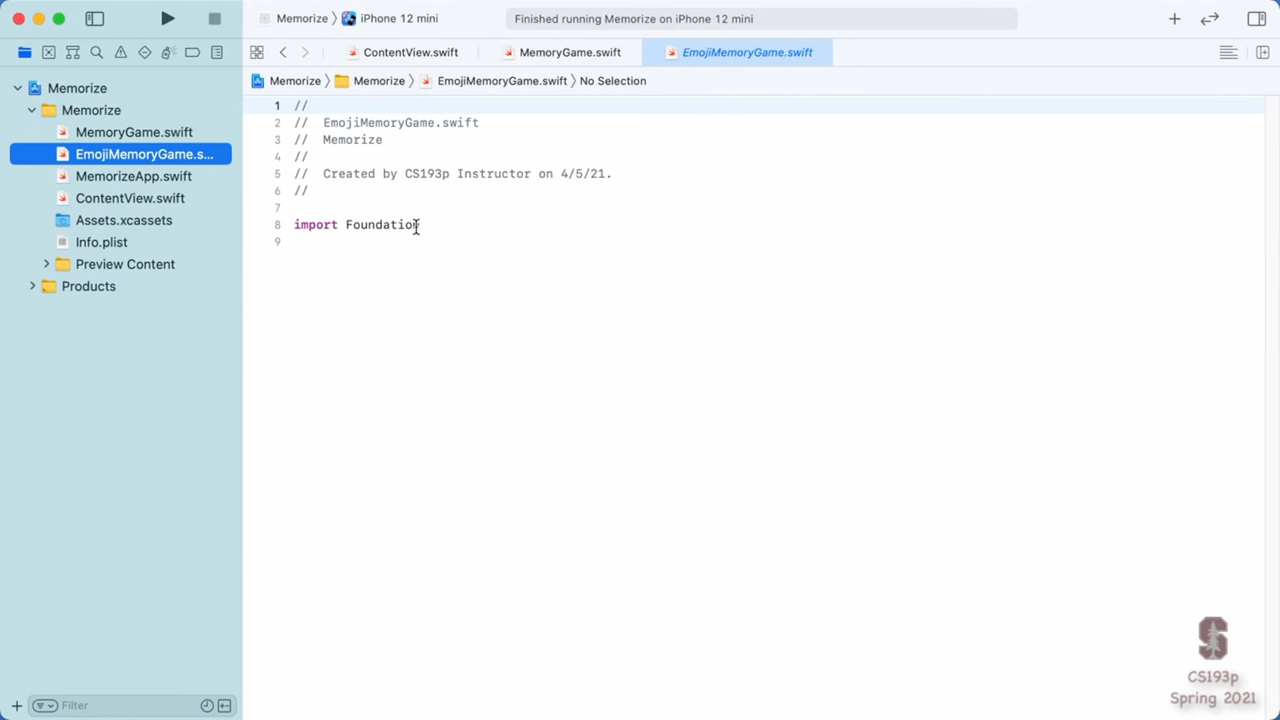 Memorize
iPhone 12 mini
Finished running Memorize on iPhone 12 mini
ContentView.swift
MemoryGame.swift
EmojiMemoryGame.swift
Memorize
Memorize
EmojiMemoryGame.swift
No Selection
Memorize
Memorize
MemoryGame.swift
EmojiMemoryGame.s...
MemorizeApp.swift
ContentView.swift
Assets.xcassets
Info.plist
Preview Content
Products
Filter
1 //
2 // EmojiMemoryGame.swift
3 // Memorize
4 //
5 // Created by CS193p Instructor on 4/5/21.
6 //
7
8 import Foundation
9
S
CS193p
Spring 2021